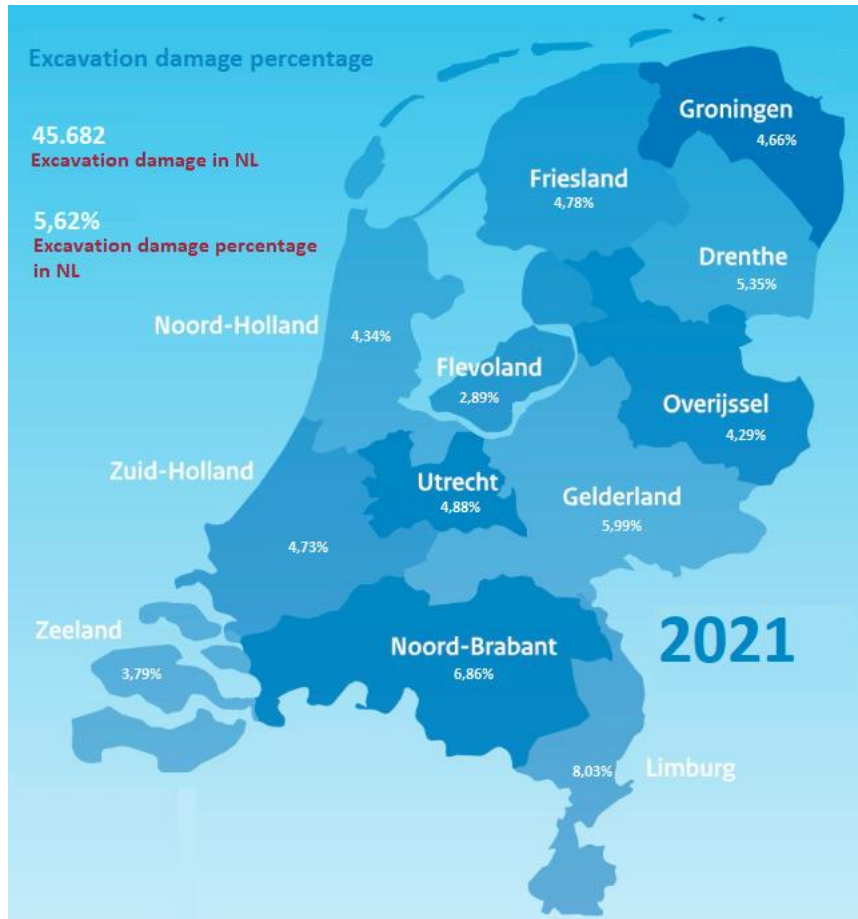 Excavation damage percentage
45.682
Excavation damage in NL
5,62%
Excavation damage percentage
in NL
Groningen
4,66%
Friesland
4,78%
Drenthe
5,35%
Noord-Holland
4,34%
Flevoland
2,89%
Overijssel
4,29%
Zuid-Holland
4,73%
Utrecht
4,88%
Gelderland
5,99%
Zeeland
3,79%
Noord-Brabant
6,86%
2021
Limburg
8,03%